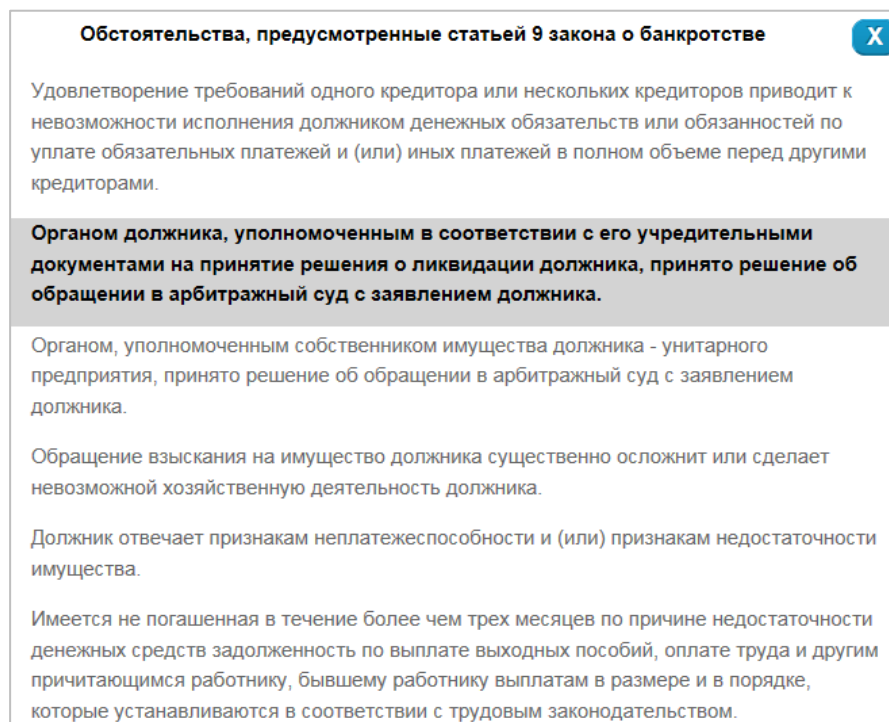 Обстоятельства, предусмотренные статьей 9 закона о банкротстве
X
Удовлетворение требований одного кредитора или нескольких кредиторов приводит к
невозможности исполнения должником денежных обязательств или обязанностей по
уплате обязательных платежей и (или) иных платежей в полном объеме перед другими
кредиторами.
Органом должника, уполномоченным в соответствии с его учредительными
документами на принятие решения о ликвидации должника, принято решение об
обращении в арбитражный суд с заявлением должника.
Органом, уполномоченным собственником имущества должника - унитарного
предприятия, принято решение об обращении в арбитражный суд с заявлением
должника.
Обращение взыскания на имущество должника существенно осложнит или сделает
невозможной хозяйственную деятельность должника.
Должник отвечает признакам неплатежеспособности и (или) признакам недостаточности
имущества.
Имеется не погашенная в течение более чем трех месяцев по причине недостаточности
денежных средств задолженность по выплате выходных пособий, оплате труда и другим
причитающимся работнику, бывшему работнику выплатам в размере и в порядке,
которые устанавливаются в соответствии с трудовым законодательством.